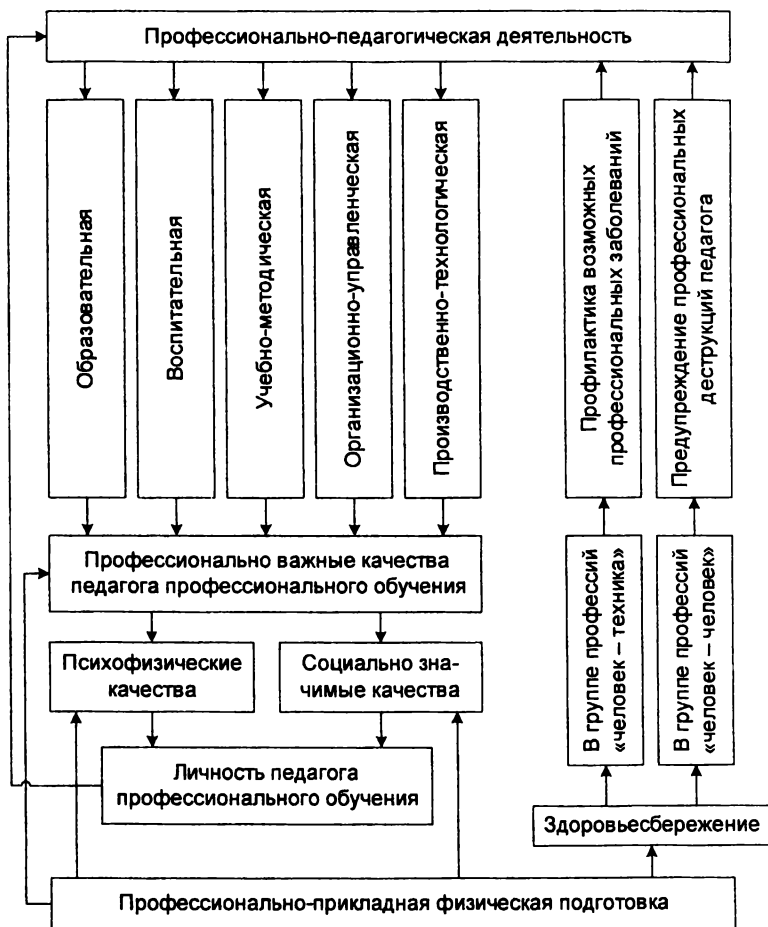 Профессионально-педагогическая деятельность
Образовательная
Воспитательная
Учебно-методическая
Организационно-управленческая
Производственно-технологическая
Профилактика возможных
профессиональных заболеваний
Предупреждение профессиональных
деструкций педагога
Профессионально важные качества
педагога профессионального обучения
В группе профессий
«человек – техника»
В группе профессий
«человек – человек»
Психофизические
качества
Социально зна-
чимые качества
Личность педагога
профессионального обучения
Здоровьесбережение
Профессионально-прикладная физическая подготовка